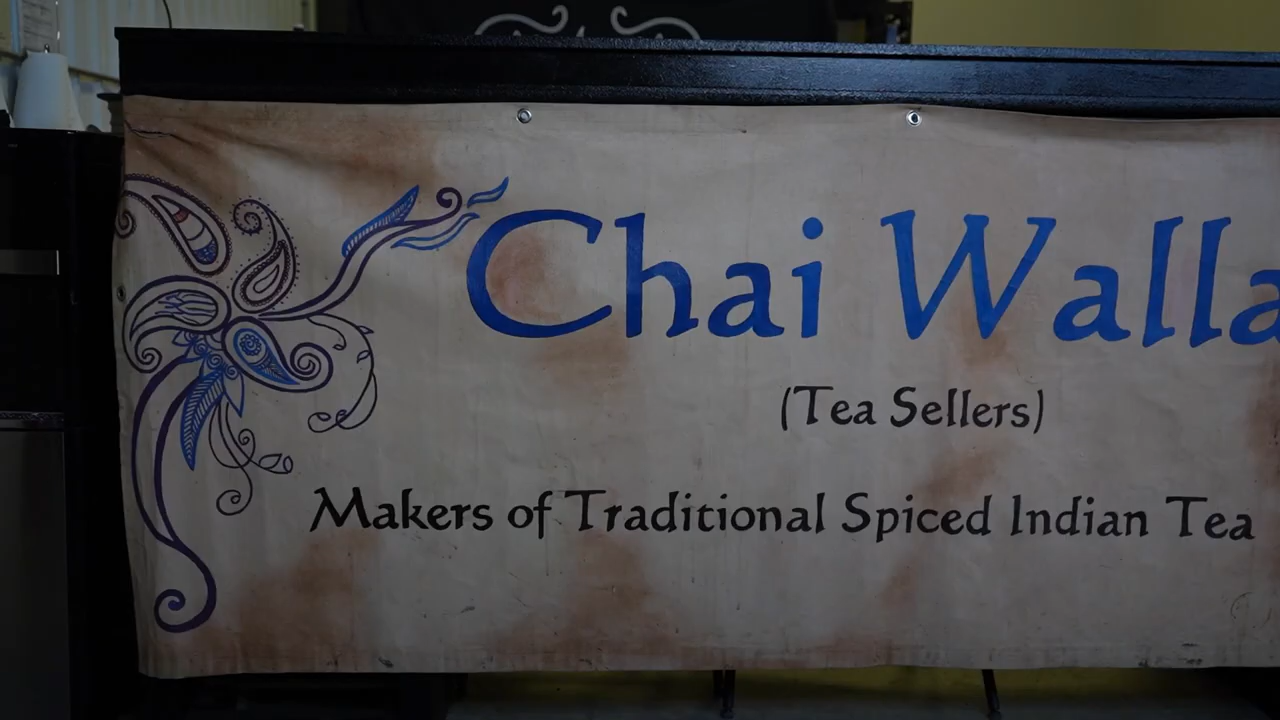 Chai Walla
(Tea Sellers)
Makers of Traditional Spiced Indian Tea